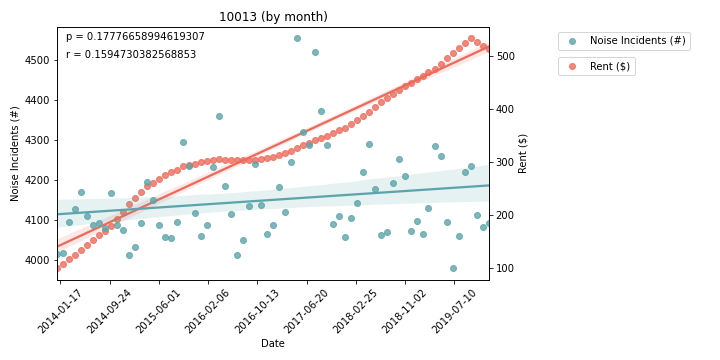 10013 (by month)
p = 0.17776658994619307
r = 0.1594730382568853
Noise Incidents (#)
Rent ($)
4500
4400
4300
4200
4100
4000
Noise Incidents (#)
500
400
300
200
100
Rent ($)
2014-01-17
2014-09-24
2015-06-01
2016-02-06
2016-10-13
2017-06-20
2018-02-25
2018-11-02
2019-07-10
Date